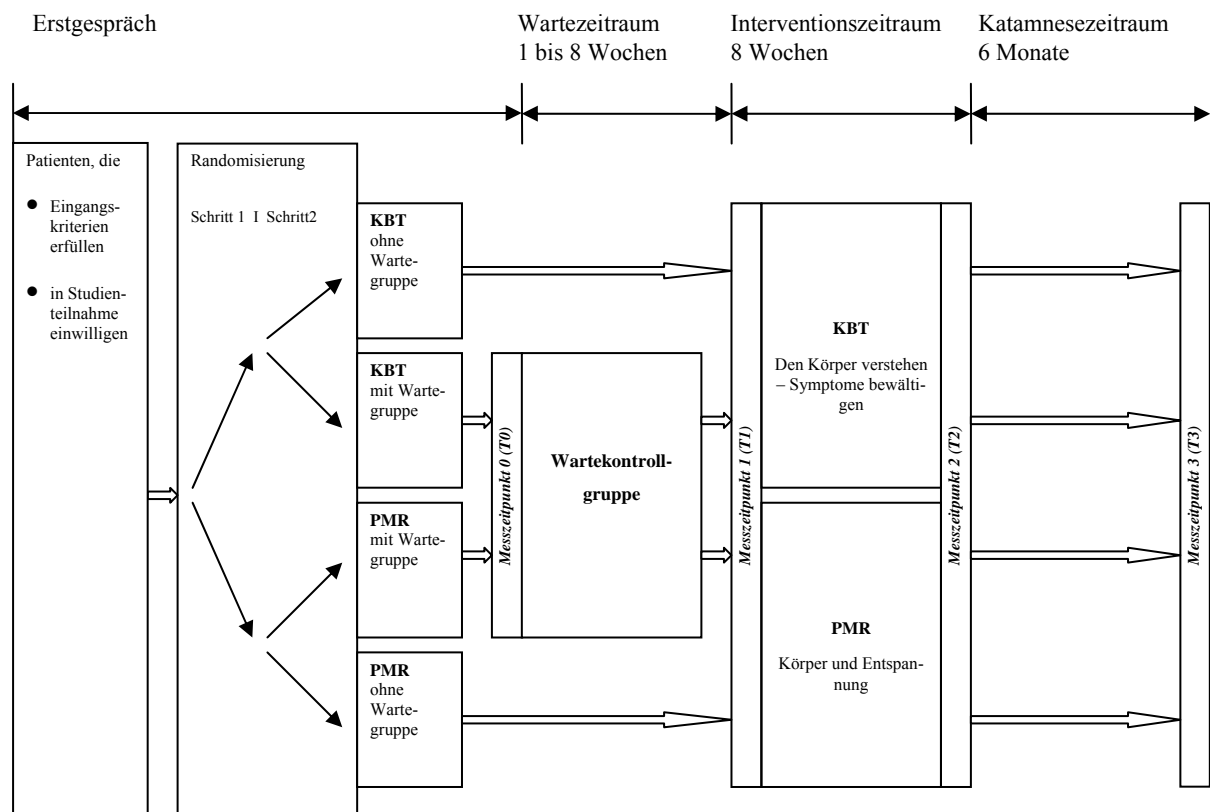 Erstgespräch
Wartezeitraum
1 bis 8 Wochen
Interventionszeitraum
8 Wochen
Katamnesezeitraum
6 Monate
Patienten, die
● Eingangs-
kriterien
erfüllen
● in Studien-
teilnahme
einwilligen
Randomisierung
Schritt 1 I Schritt2
KBT
ohne
Warte-
gruppe
KBT
mit Warte-
gruppe
PMR
mit Warte-
gruppe
PMR
ohne
Warte-
gruppe
Messzeitpunkt 0 (T0)
Wartekontroll-
gruppe
Messzeitpunkt 1 (T1)
KBT
Den Körper verstehen
– Symptome bewälti-
gen
PMR
Körper und Entspan-
nung
Messzeitpunkt 2 (T2)
Messzeitpunkt 3 (T3)